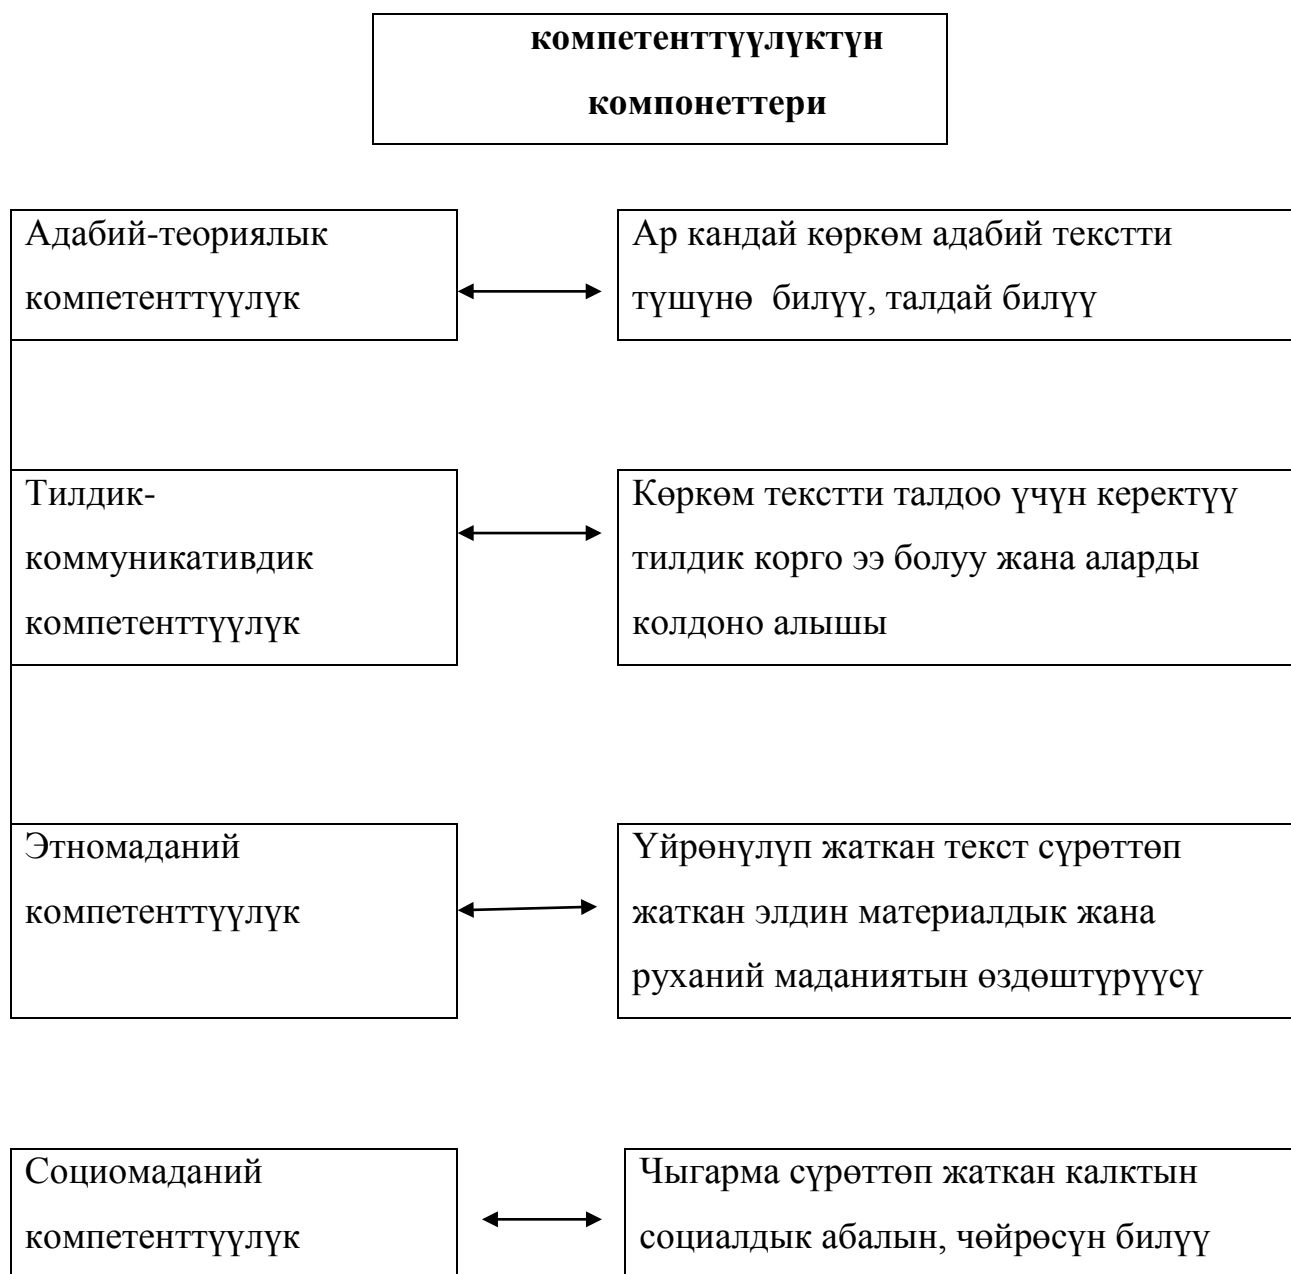 компетенттүүлүктүн
компонеттери
Адабий-теориялык
компетенттүүлүк
Ар кандай көркөм адабий текстти
түшүнө билүү, талдай билүү
Тилдик-
коммуникативдик
компетенттүүлүк
Көркөм текстти талдоо үчүн керектүү
тилдик корго ээ болуу жана аларды
колдоно алышы
Этномаданий
компетенттүүлүк
Үйрөнүлүп жаткан текст сүрөттөп
жаткан элдин материалдык жана
руханий маданиятын өздөштүрүүсү
Социомаданий
компетенттүүлүк
Чыгарма сүрөттөп жаткан калктын
социалдык абалын, чөйрөсүн билүү